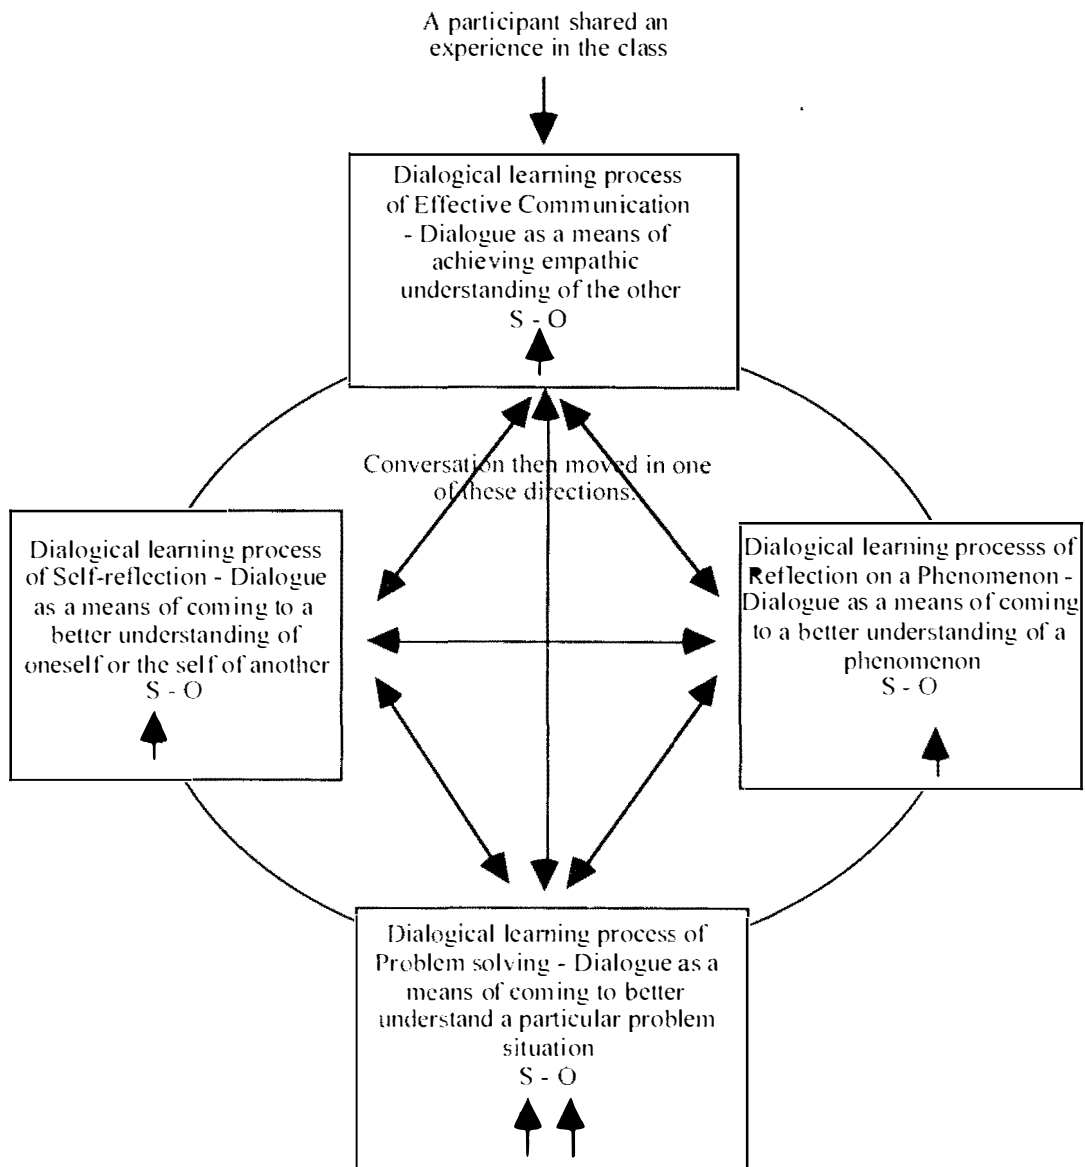 A participant shared an
experience in the class
Dialogical learning process
of Effective Communication
- Dialogue as a means of
achieving empathic
understanding of the other
S - O
Conversation then moved in one
of these directions:
Dialogical learning process
of Self-reflection - Dialogue
as a means of coming to a
better understanding of
oneself or the self of another
S - O
Dialogical learning processs of
Reflection on a Phenomenon -
Dialogue as a means of coming
to a better understanding of a
phenomenon
S - O
Dialogical learning process of
Problem solving - Dialogue as a
means of coming to better
understand a particular problem
situation
S - O